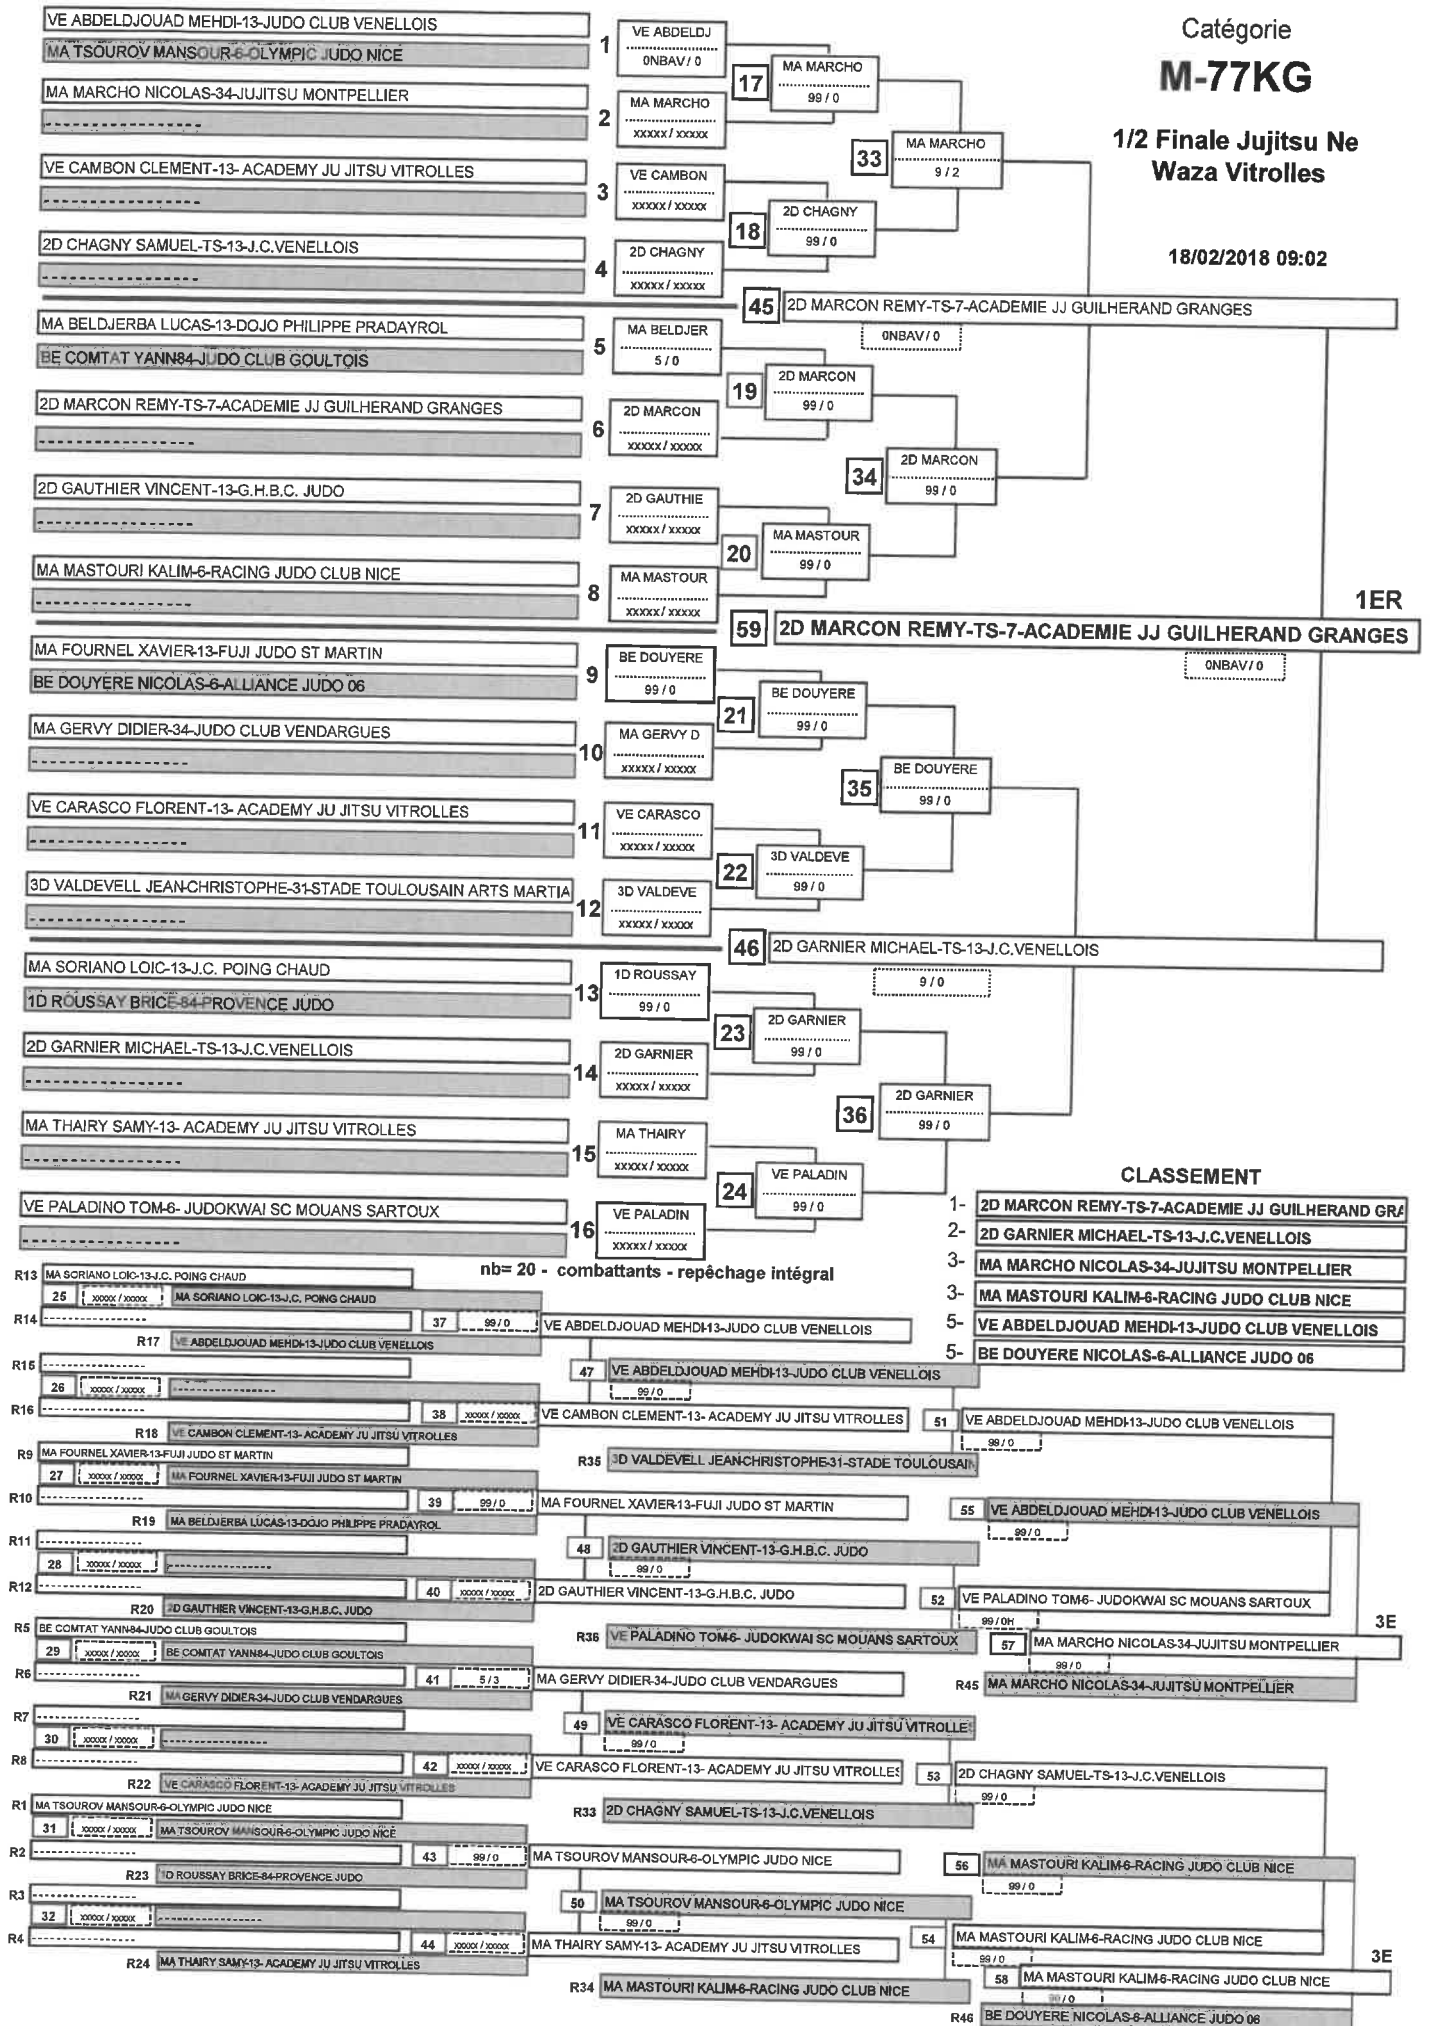 Catégorie
M-77KG
1/2 Finale Jujitsu Ne
Waza Vitrolles
18/02/2018 09:02
VE ABDELDJOUAD MEHDI-13-JUDO CLUB VENELLOIS
MA TSOUROV MANSOUR-6-OLYMPIC JUDO NICE
1
VE ABDELDJ
0NBAV / 0
17
MA MARCHO
99 / 0
MA MARCHO NICOLAS-34-JUJITSU MONTPELLIER
2
MA MARCHO
xxxxx / xxxxx
33
MA MARCHO
9 / 2
VE CAMBON CLEMENT-13- ACADEMY JU JITSU VITROLLES
3
VE CAMBON
xxxxx / xxxxx
18
2D CHAGNY
99 / 0
2D CHAGNY SAMUEL-TS-13-J.C.VENELLOIS
4
2D CHAGNY
xxxxx / xxxxx
45
2D MARCON REMY-TS-7-ACADEMIE JJ GUILHERAND GRANGES
0NBAV / 0
MA BELDJERBA LUCAS-13-DOJO PHILIPPE PRADAYROL
BE COMTAT YANN84-JUDO CLUB GOULTOIS
5
MA BELDJER
5 / 0
19
2D MARCON
99 / 0
2D MARCON REMY-TS-7-ACADEMIE JJ GUILHERAND GRANGES
6
2D MARCON
xxxxx / xxxxx
34
2D MARCON
99 / 0
2D GAUTHIER VINCENT-13-G.H.B.C. JUDO
7
2D GAUTHIE
xxxxx / xxxxx
20
MA MASTOUR
99 / 0
MA MASTOURI KALIM-6-RACING JUDO CLUB NICE
8
MA MASTOUR
xxxxx / xxxxx
1ER
59
2D MARCON REMY-TS-7-ACADEMIE JJ GUILHERAND GRANGES
0NBAV / 0
MA FOURNEL XAVIER-13-FUJI JUDO ST MARTIN
BE DOUYERE NICOLAS-6-ALLIANCE JUDO 06
9
BE DOUYERE
99 / 0
21
BE DOUYERE
99 / 0
MA GERVY DIDIER-34-JUDO CLUB VENDARGUES
10
MA GERVY D
xxxxx / xxxxx
35
BE DOUYERE
99 / 0
VE CARASCO FLORENT-13- ACADEMY JU JITSU VITROLLES
11
VE CARASCO
xxxxx / xxxxx
22
3D VALDEVE
99 / 0
3D VALDEVELL JEAN-CHRISTOPHE-31-STADE TOULOUSAIN ARTS MARTIA
12
3D VALDEVE
xxxxx / xxxxx
46
2D GARNIER MICHAEL-TS-13-J.C.VENELLOIS
9 / 0
MA SORIANO LOIC-13-J.C. POING CHAUD
1D ROUSSAY BRICE-84-PROVENCE JUDO
13
1D ROUSSAY
99 / 0
23
2D GARNIER
99 / 0
2D GARNIER MICHAEL-TS-13-J.C.VENELLOIS
14
2D GARNIER
xxxxx / xxxxx
36
2D GARNIER
99 / 0
MA THAIRY SAMY-13- ACADEMY JU JITSU VITROLLES
15
MA THAIRY
xxxxx / xxxxx
24
VE PALADIN
99 / 0
VE PALADINO TOM-6- JUDOKWAI SC MOUANS SARTOUX
16
VE PALADIN
xxxxx / xxxxx
CLASSEMENT
1- 2D MARCON REMY-TS-7-ACADEMIE JJ GUILHERAND GRA
2- 2D GARNIER MICHAEL-TS-13-J.C.VENELLOIS
3- MA MARCHO NICOLAS-34-JUJITSU MONTPELLIER
3- MA MASTOURI KALIM-6-RACING JUDO CLUB NICE
5- VE ABDELDJOUAD MEHDI-13-JUDO CLUB VENELLOIS
5- BE DOUYERE NICOLAS-6-ALLIANCE JUDO 06
nb= 20 - combattants - repêchage intégral
R13 MA SORIANO LOIC-13-J.C. POING CHAUD
25 xxxxx / xxxxx MA SORIANO LOIC-13-J.C. POING CHAUD
R14
37 99 / 0 VE ABDELDJOUAD MEHDI-13-JUDO CLUB VENELLOIS
R17 VE ABDELDJOUAD MEHDI-13-JUDO CLUB VENELLOIS
R15
47 VE ABDELDJOUAD MEHDI-13-JUDO CLUB VENELLOIS
99 / 0
26 xxxxx / xxxxx
R16
38 xxxxx / xxxxx VE CAMBON CLEMENT-13- ACADEMY JU JITSU VITROLLES
51 VE ABDELDJOUAD MEHDI-13-JUDO CLUB VENELLOIS
99 / 0
R18 VE CAMBON CLEMENT-13- ACADEMY JU JITSU VITROLLES
R35 3D VALDEVELL JEAN-CHRISTOPHE-31-STADE TOULOUSAIN
R9 MA FOURNEL XAVIER-13-FUJI JUDO ST MARTIN
27 xxxxx / xxxxx MA FOURNEL XAVIER-13-FUJI JUDO ST MARTIN
R10
39 99 / 0 MA FOURNEL XAVIER-13-FUJI JUDO ST MARTIN
55 VE ABDELDJOUAD MEHDI-13-JUDO CLUB VENELLOIS
99 / 0
R19 MA BELDJERBA LUCAS-13-DOJO PHILIPPE PRADAYROL
R11
48 2D GAUTHIER VINCENT-13-G.H.B.C. JUDO
99 / 0
28 xxxxx / xxxxx
R12
40 xxxxx / xxxxx 2D GAUTHIER VINCENT-13-G.H.B.C. JUDO
52 VE PALADINO TOM-6- JUDOKWAI SC MOUANS SARTOUX
99 / 0H
R20 2D GAUTHIER VINCENT-13-G.H.B.C. JUDO
R36 VE PALADINO TOM-6- JUDOKWAI SC MOUANS SARTOUX
3E
57 MA MARCHO NICOLAS-34-JUJITSU MONTPELLIER
99 / 0
R5 BE COMTAT YANN84-JUDO CLUB GOULTOIS
29 xxxxx / xxxxx BE COMTAT YANN84-JUDO CLUB GOULTOIS
R6
41 5 / 3 MA GERVY DIDIER-34-JUDO CLUB VENDARGUES
R45 MA MARCHO NICOLAS-34-JUJITSU MONTPELLIER
R21 MA GERVY DIDIER-34-JUDO CLUB VENDARGUES
R7
49 VE CARASCO FLORENT-13- ACADEMY JU JITSU VITROLLES
99 / 0
30 xxxxx / xxxxx
R8
42 xxxxx / xxxxx VE CARASCO FLORENT-13- ACADEMY JU JITSU VITROLLES
53 2D CHAGNY SAMUEL-TS-13-J.C.VENELLOIS
99 / 0
R22 VE CARASCO FLORENT-13- ACADEMY JU JITSU VITROLLES
R33 2D CHAGNY SAMUEL-TS-13-J.C.VENELLOIS
R1 MA TSOUROV MANSOUR-6-OLYMPIC JUDO NICE
31 xxxxx / xxxxx MA TSOUROV MANSOUR-6-OLYMPIC JUDO NICE
R2
43 99 / 0 MA TSOUROV MANSOUR-6-OLYMPIC JUDO NICE
56 MA MASTOURI KALIM-6-RACING JUDO CLUB NICE
99 / 0
R23 1D ROUSSAY BRICE-84-PROVENCE JUDO
R3
50 MA TSOUROV MANSOUR-6-OLYMPIC JUDO NICE
99 / 0
32 xxxxx / xxxxx
R4
44 xxxxx / xxxxx MA THAIRY SAMY-13- ACADEMY JU JITSU VITROLLES
54 MA MASTOURI KALIM-6-RACING JUDO CLUB NICE
99 / 0
3E
R24 MA THAIRY SAMY-13- ACADEMY JU JITSU VITROLLES
R34 MA MASTOURI KALIM-6-RACING JUDO CLUB NICE
58 MA MASTOURI KALIM-6-RACING JUDO CLUB NICE
99 / 0
R46 BE DOUYERE NICOLAS-6-ALLIANCE JUDO 06